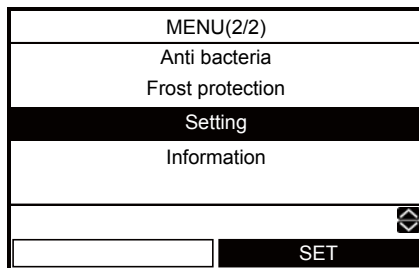 MENU(2/2)
Anti bacteria
Frost protection
Setting
Information
SET